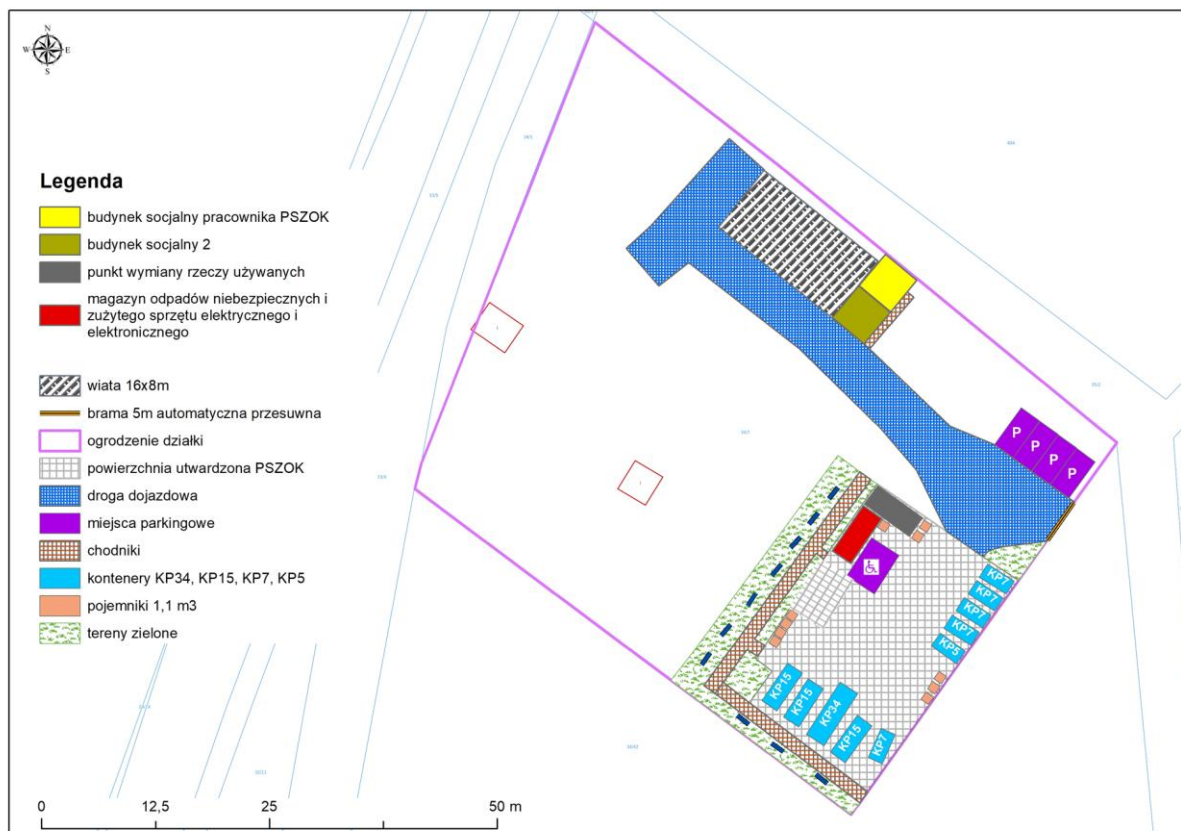 N
W E
S
Legenda
budynek socjalny pracownika PSZOK
budynek socjalny 2
punkt wymiany rzeczy używanych
magazyn odpadów niebezpiecznych i
zużytego sprzętu elektrycznego i
elektronicznego
wiata 16x8m
brama 5m automatyczna przesuwna
ogrodzenie działki
powierzchnia utwardzona PSZOK
droga dojazdowa
miejsca parkingowe
chodniki
kontenery KP34, KP15, KP7, KP5
pojemniki 1,1 m3
tereny zielone
P
P
P
P
KP7
KP7
KP7
KP7
KP5
KP15
KP15
KP34
KP15
KP7
0 12,5 25 50 m